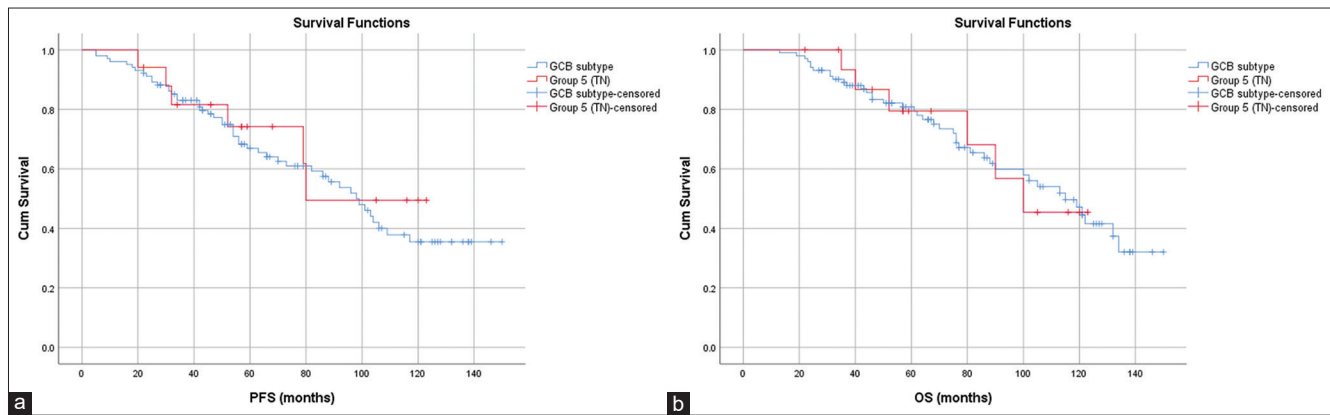 Survival Functions
Cum Survival
1.0
0.8
0.6
0.4
0.2
0.0
0 20 40 60 80 100 120 140
PFS (months)
GCB subtype
Group 5 (TN)
GCB subtype-censored
Group 5 (TN)-censored
a
Survival Functions
Cum Survival
1.0
0.8
0.6
0.4
0.2
0.0
0 20 40 60 80 100 120 140
OS (months)
GCB subtype
Group 5 (TN)
GCB subtype-censored
Group 5 (TN)-censored
b